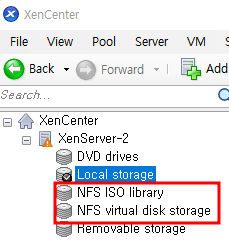 XenCenter
File View Pool Server VM
Back Forward Add
Search...
XenCenter
XenServer-2
DVD drives
Local storage
NFS ISO library
NFS virtual disk storage
Removable storage